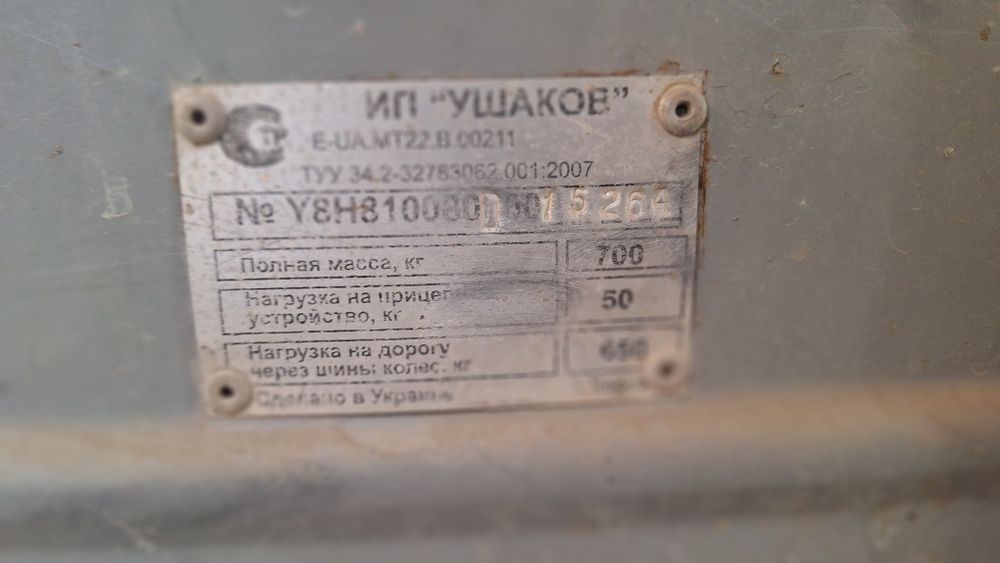 ИП "УШАКОВ"
E-UA.MT22.B.00211
ТУУ 34.2-32783062.001:2007
№ Y8H810080D0015264
Полная масса, кг 700
Нагрузка на прицеп
устройство, кг 50
Нагрузка на дорогу
через шины колес, кг 650
Сделано в Украине